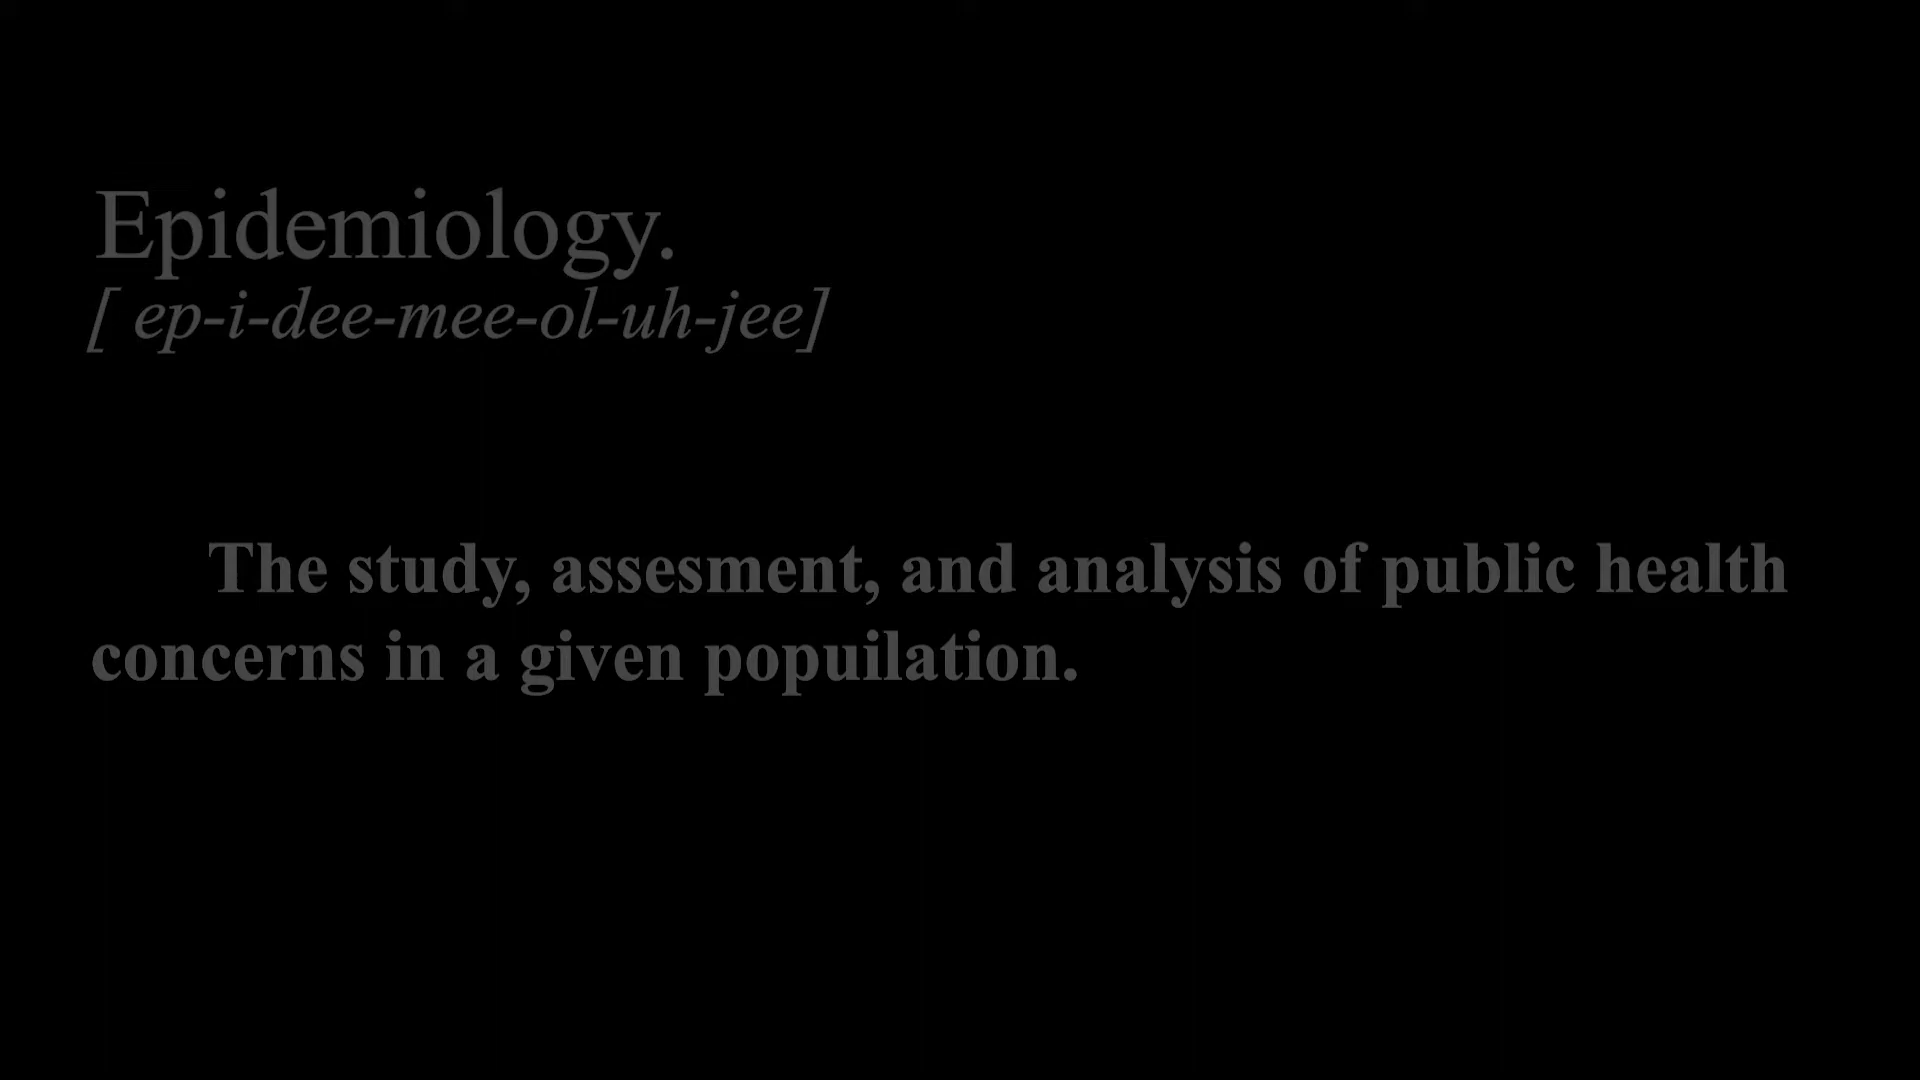 Epidemiology.
[ ep-i-dee-mee-ol-uh-jee]
The study, assesment, and analysis of public health
concerns in a given popuilation.